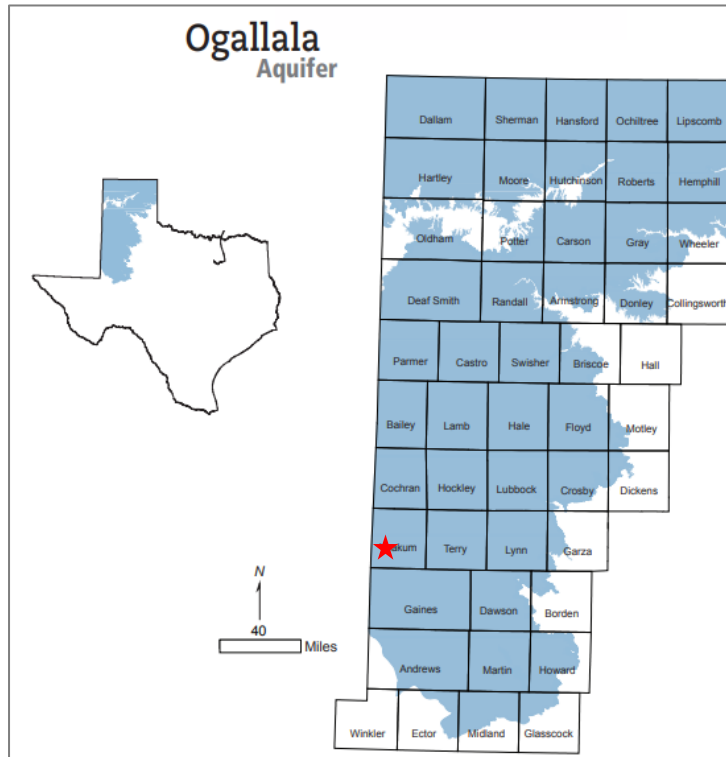 Ogallala
Aquifer
Dallam Sherman Hansford Ochiltree Lipscomb
Hartley Moore Hutchinson Roberts Hemphill
Oldham Potter Carson Gray Wheeler
Deaf Smith Randall Armstrong Donley Collingsworth
Parmer Castro Swisher Briscoe Hall
Bailey Lamb Hale Floyd Motley
Cochran Hockley Lubbock Crosby Dickens
akum Terry Lynn Garza
N
Gaines Dawson Borden
40
Miles
Andrews Martin Howard
Winkler Ector Midland Glasscock